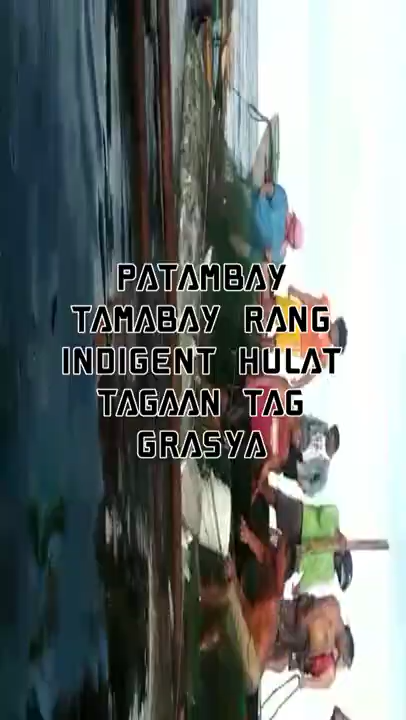 PATAMBAY
TAMABAY RANG
INDIGENT HULAT
TAGAAN TAG
GRASYA